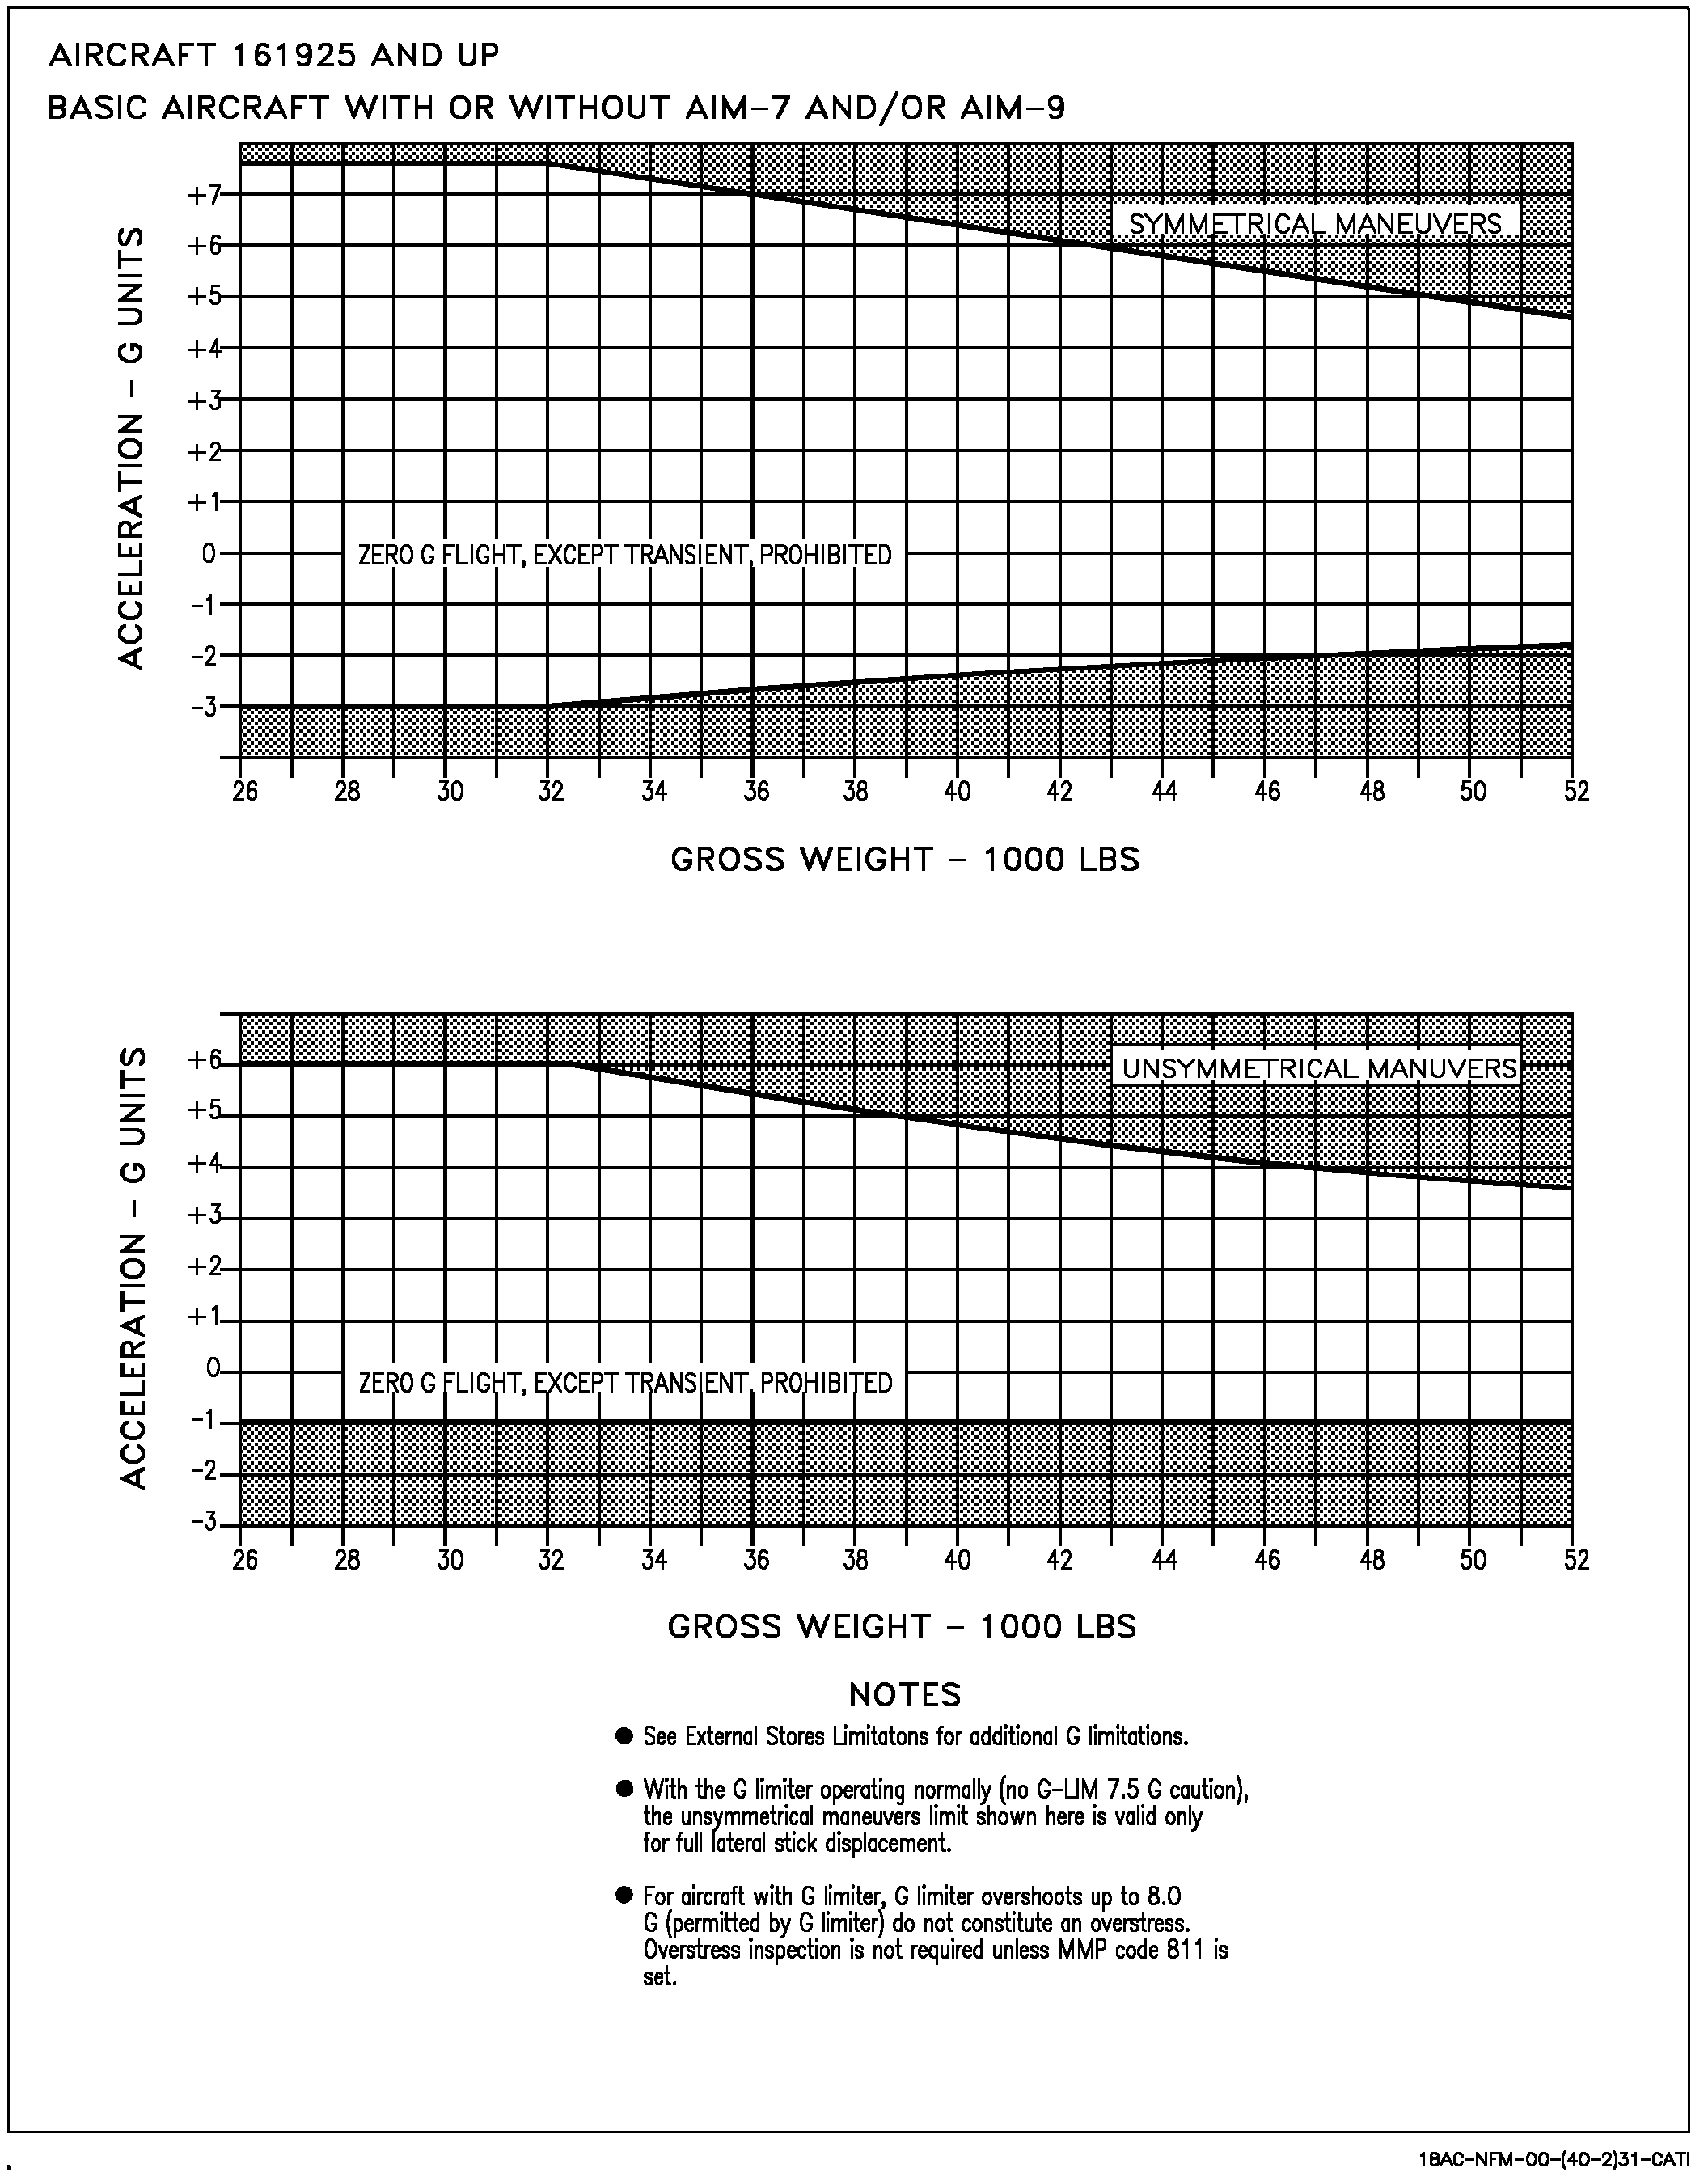 AIRCRAFT 161925 AND UP
BASIC AIRCRAFT WITH OR WITHOUT AIM-7 AND/OR AIM-9
ACCELERATION - G UNITS
+7
+6
+5
+4
+3
+2
+1
0
-1
-2
-3
SYMMETRICAL MANEUVERS
ZERO G FLIGHT, EXCEPT TRANSIENT, PROHIBITED
26 28 30 32 34 36 38 40 42 44 46 48 50 52
GROSS WEIGHT - 1000 LBS
ACCELERATION - G UNITS
+6
+5
+4
+3
+2
+1
0
-1
-2
-3
UNSYMMETRICAL MANUVERS
ZERO G FLIGHT, EXCEPT TRANSIENT, PROHIBITED
26 28 30 32 34 36 38 40 42 44 46 48 50 52
GROSS WEIGHT - 1000 LBS
NOTES
● See External Stores Limitatons for additional G limitations.
● With the G limiter operating normally (no G-LIM 7.5 G caution),
the unsymmetrical maneuvers limit shown here is valid only
for full lateral stick displacement.
● For aircraft with G limiter, G limiter overshoots up to 8.0
G (permitted by G limiter) do not constitute an overstress.
Overstress inspection is not required unless MMP code 811 is
set.
18AC-NFM-00-(40-2)31-CATI